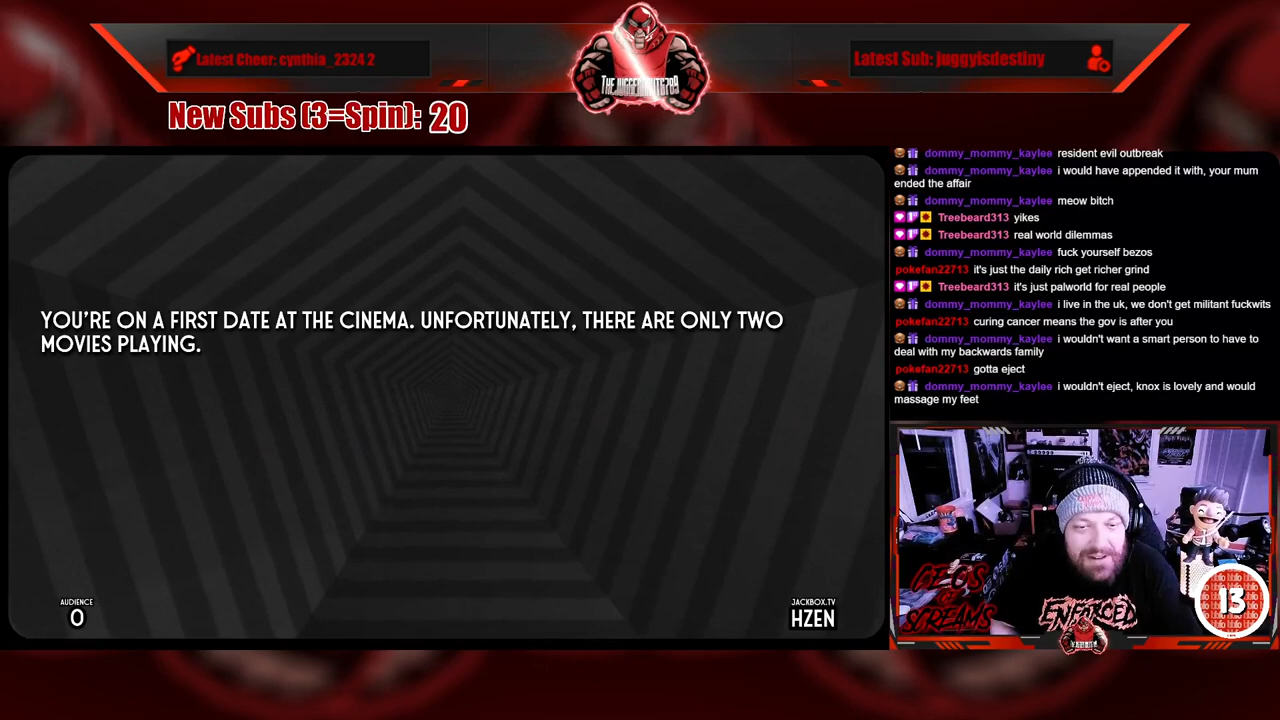 Latest Cheer: cynthia_2324 2
THEJUGGERNAUT6789
Latest Sub: juggyisdestiny
New Subs (3=Spin): 20
YOU'RE ON A FIRST DATE AT THE CINEMA. UNFORTUNATELY, THERE ARE ONLY TWO
MOVIES PLAYING.
AUDIENCE
0
JACKBOX.TV
HZEN
dommy_mommy_kaylee resident evil outbreak
dommy_mommy_kaylee i would have appended it with, your mum
ended the affair
dommy_mommy_kaylee meow bitch
Treebeard313 yikes
Treebeard313 real world dilemmas
dommy_mommy_kaylee fuck yourself bezos
pokefan22713 it's just the daily rich get richer grind
Treebeard313 it's just palworld for real people
dommy_mommy_kaylee i live in the uk, we don't get militant fuckwits
pokefan22713 curing cancer means the gov is after you
dommy_mommy_kaylee i wouldn't want a smart person to have to
deal with my backwards family
pokefan22713 gotta eject
dommy_mommy_kaylee i wouldn't eject, knox is lovely and would
massage my feet
SCREAMS
ENFORCED
13